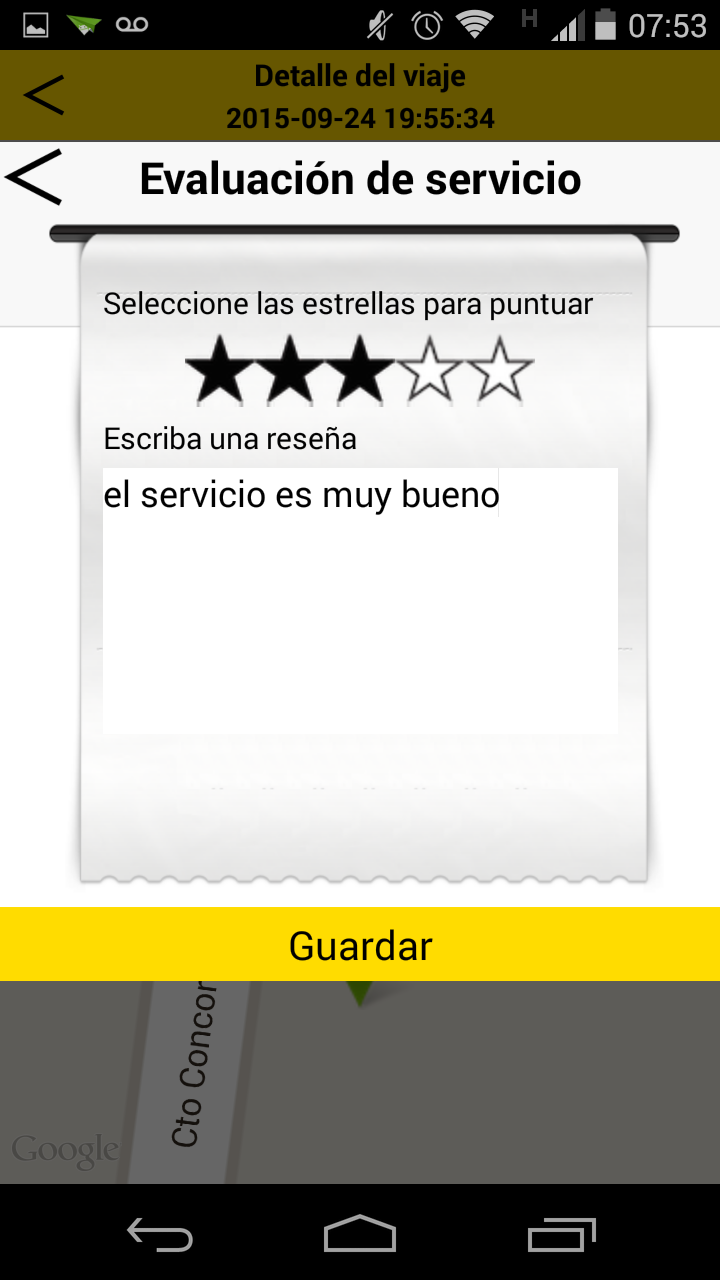 H 07:53
Detalle del viaje
2015-09-24 19:55:34
Evaluación de servicio
Seleccione las estrellas para puntuar
Escriba una reseña
el servicio es muy bueno
Guardar
Cto Concor
Google